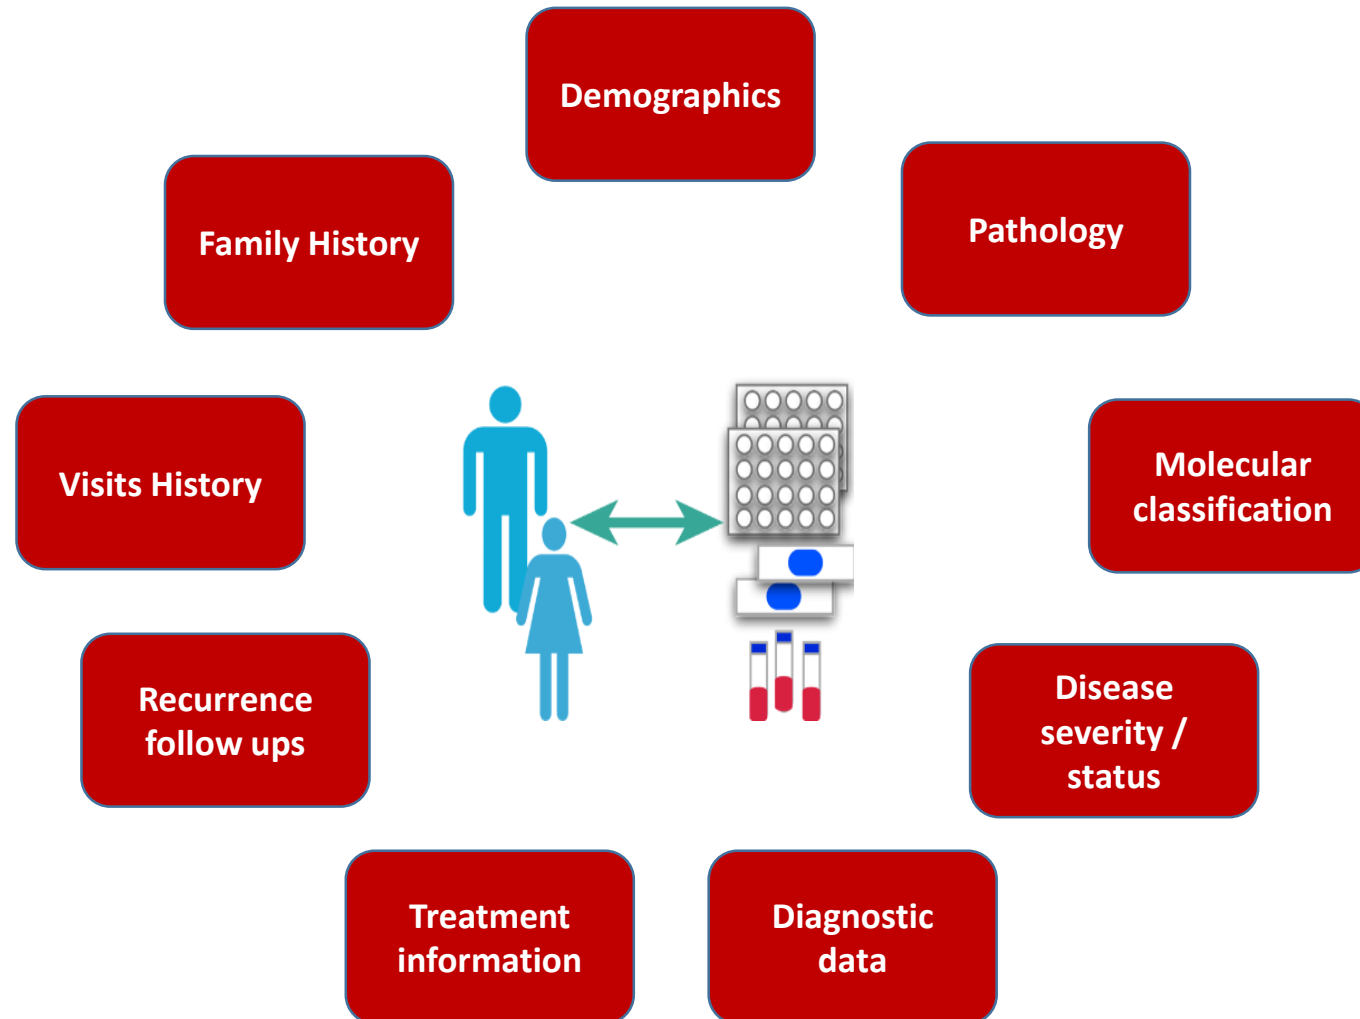 Demographics
Family History
Pathology
Visits History
Molecular
classification
Recurrence
follow ups
Disease
severity /
status
Treatment
information
Diagnostic
data